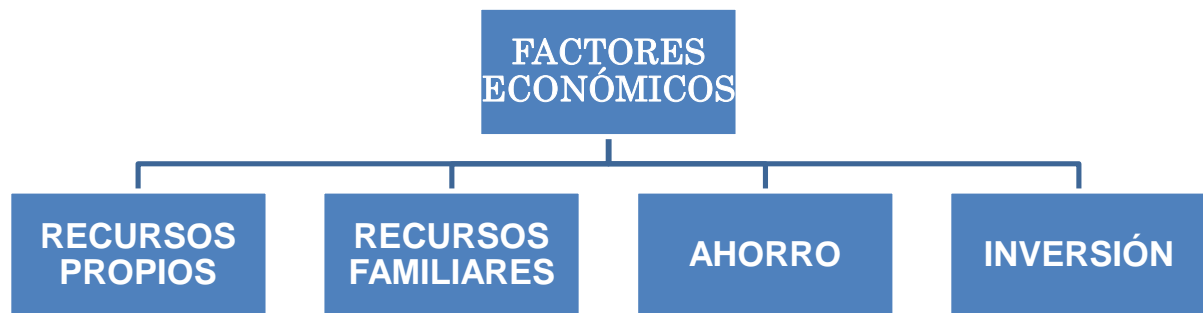 FACTORES
ECONÓMICOS
RECURSOS
PROPIOS
RECURSOS
FAMILIARES
AHORRO
INVERSIÓN